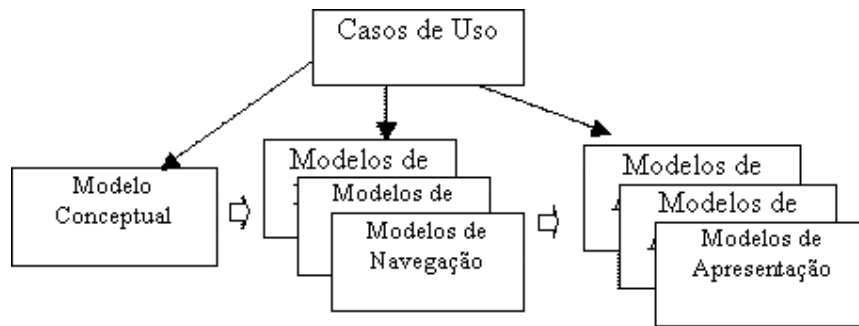 Casos de Uso
Modelo
Conceptual
Modelos de
Modelos de
Modelos de
Navegação
Modelos de
Modelos de
Modelos de
Apresentação